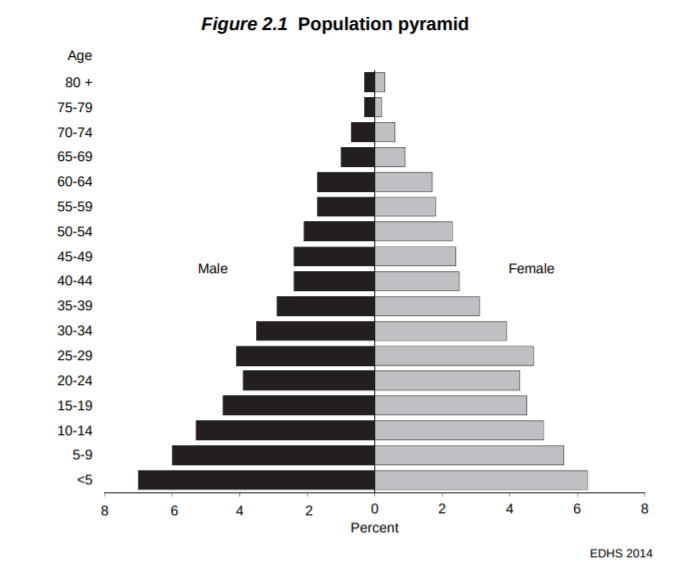 Figure 2.1 Population pyramid
Age
80 +
75-79
70-74
65-69
60-64
55-59
50-54
45-49
Male
Female
40-44
35-39
30-34
25-29
20-24
15-19
10-14
5-9
<5
8 6 4 2 0 2 4 6 8
Percent
EDHS 2014